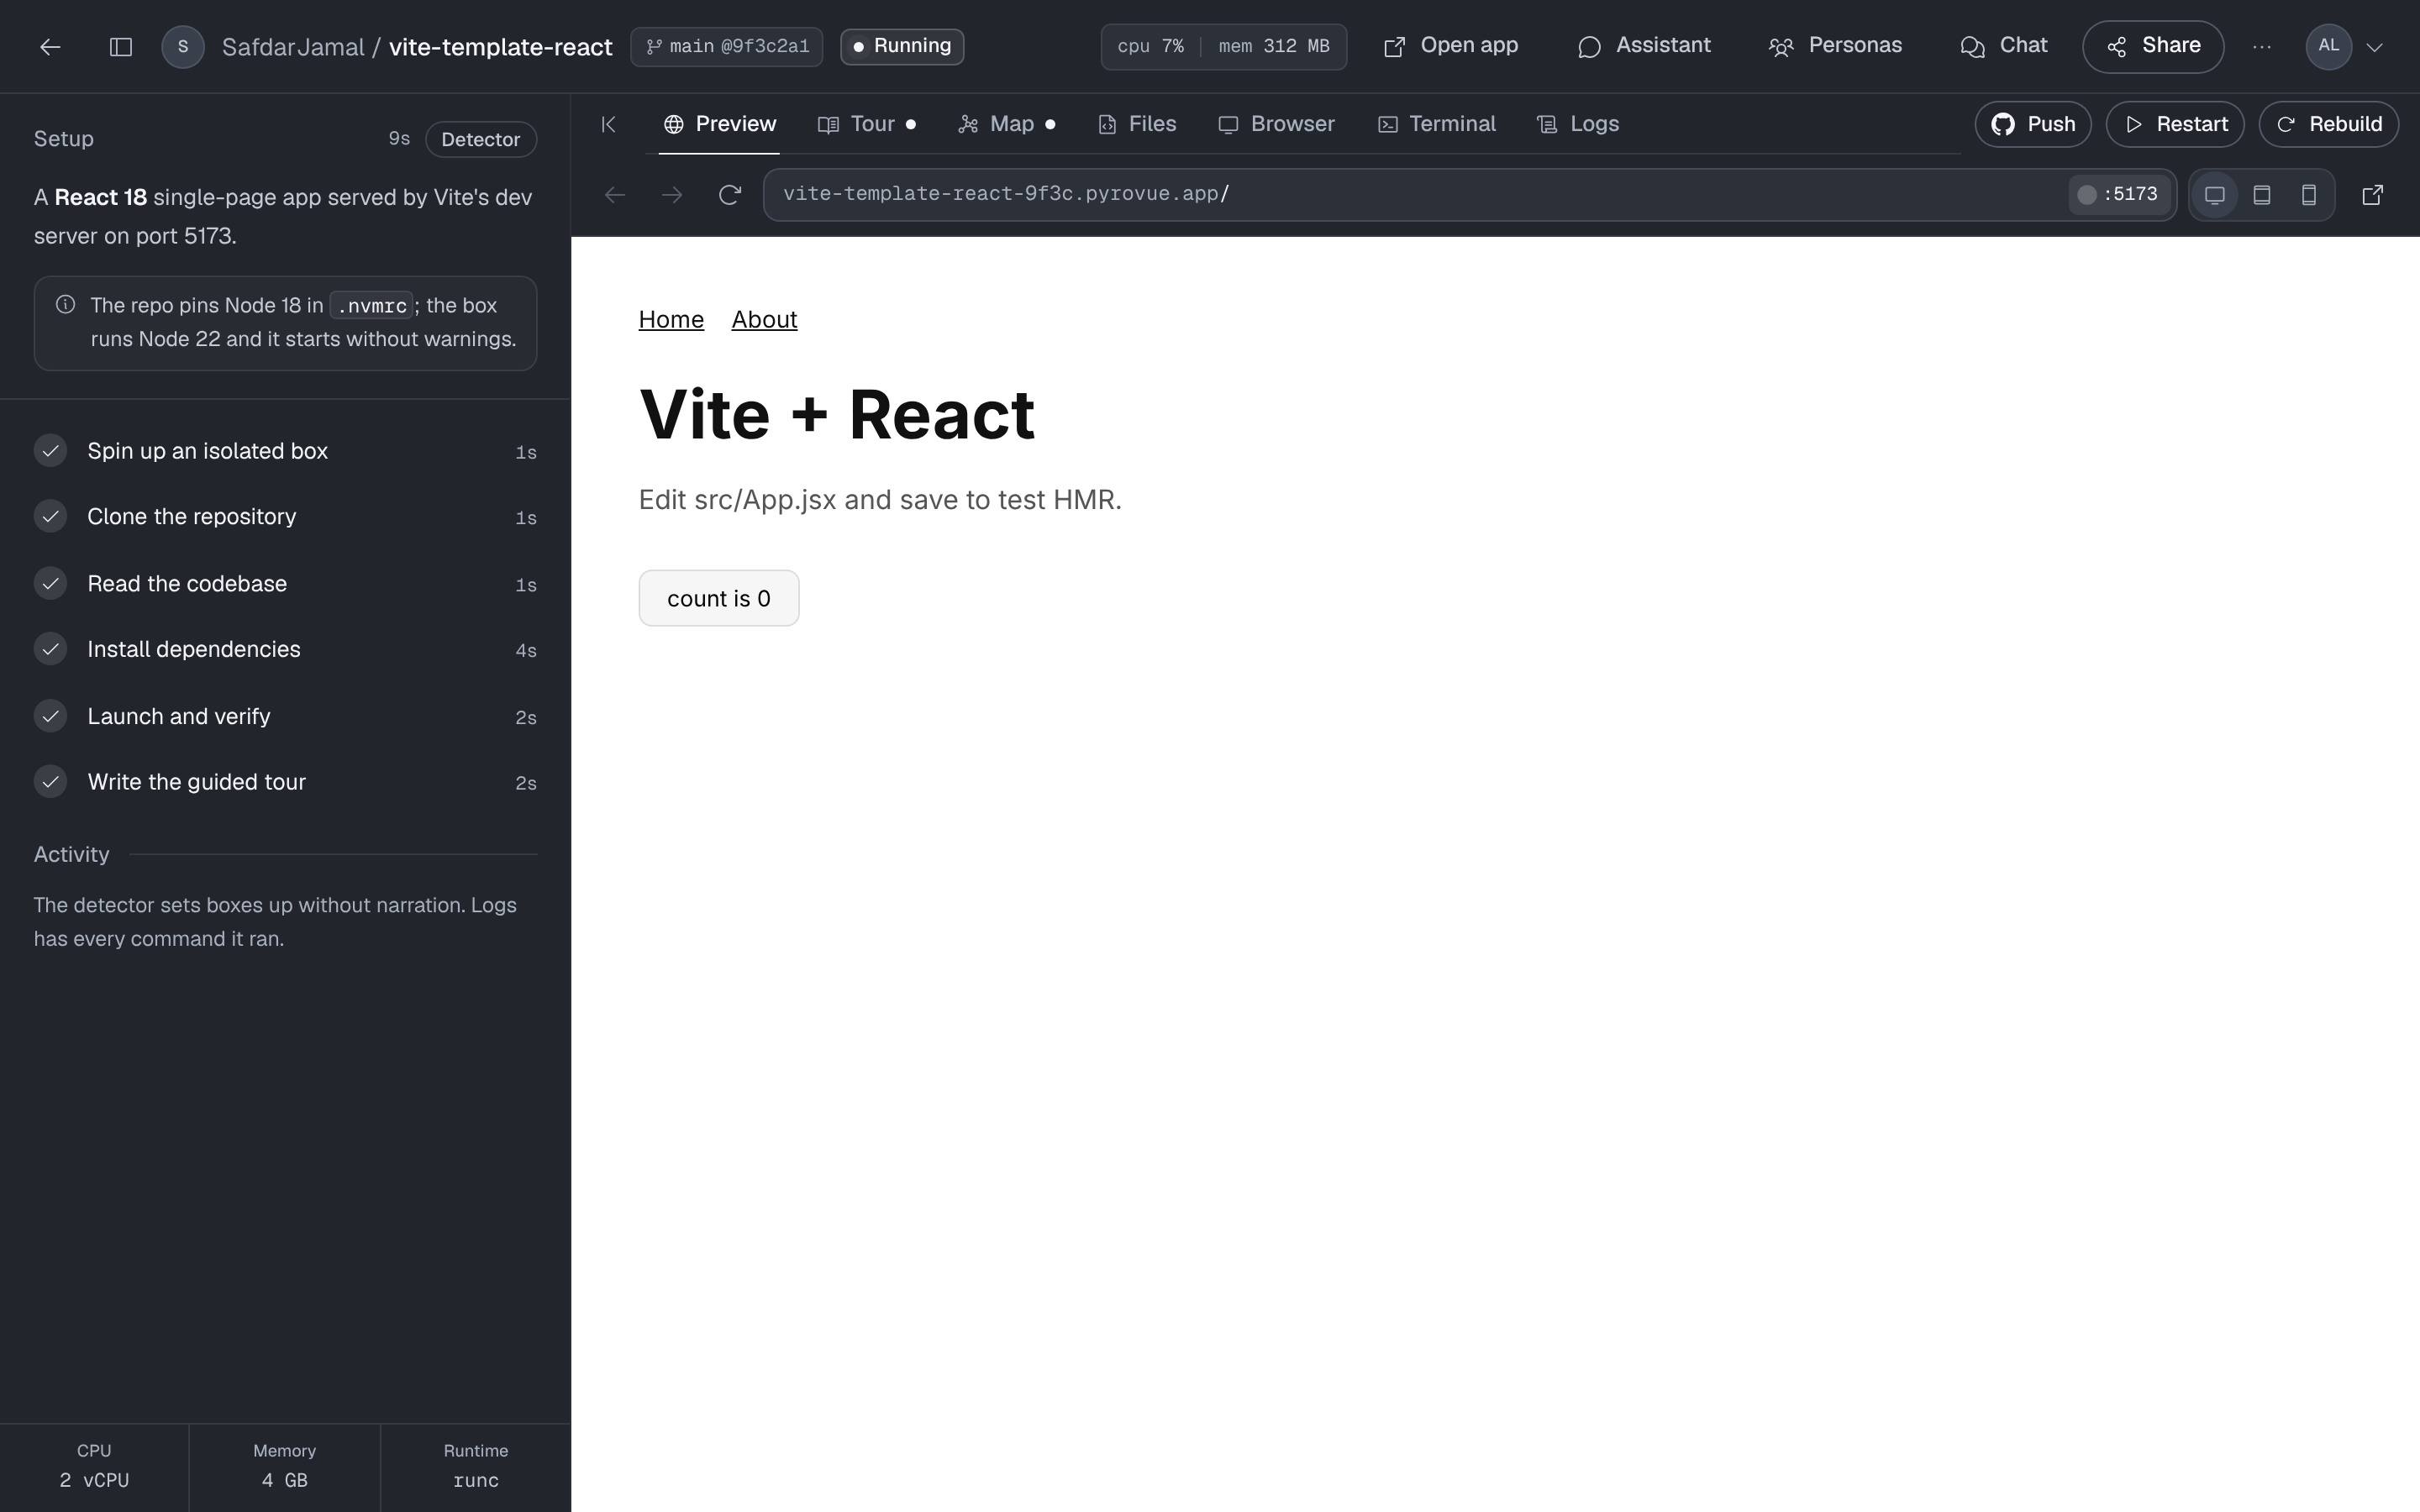 S SafdarJamal / vite-template-react main @9f3c2a1 Running cpu 7% mem 312 MB Open app Assistant Personas Chat Share ··· AL
Setup 9s Detector
A React 18 single-page app served by Vite's dev
server on port 5173.
The repo pins Node 18 in .nvmrc; the box
runs Node 22 and it starts without warnings.
Spin up an isolated box 1s
Clone the repository 1s
Read the codebase 1s
Install dependencies 4s
Launch and verify 2s
Write the guided tour 2s
Activity
The detector sets boxes up without narration. Logs
has every command it ran.
CPU Memory Runtime
2 vCPU 4 GB runc
Preview Tour Map Files Browser Terminal Logs Push Restart Rebuild
vite-template-react-9f3c.pyrovue.app/ :5173
Home About
Vite + React
Edit src/App.jsx and save to test HMR.
count is 0